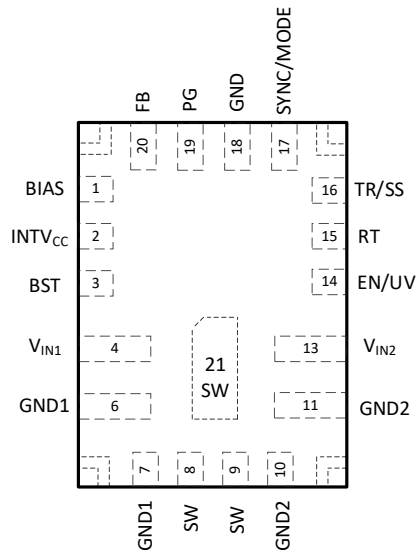 FB
PG
GND
SYNC/MODE
20
19
18
17
BIAS 1
16 TR/SS
INTVCC 2
15 RT
BST 3
14 EN/UV
VIN1 4
13 VIN2
21
SW
GND1 6
11 GND2
7
8
9
10
GND1
SW
SW
GND2